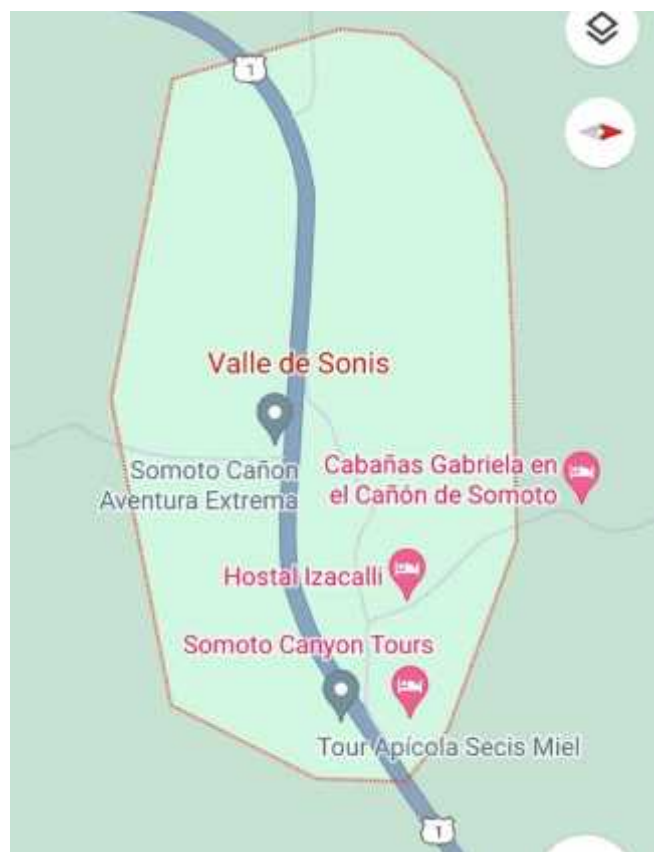 1
Valle de Sonis
Somoto Cañon
Aventura Extrema
Cabañas Gabriela en
el Cañón de Somoto
Hostal Izacalli
Somoto Canyon Tours
Tour Apícola Secis Miel
1